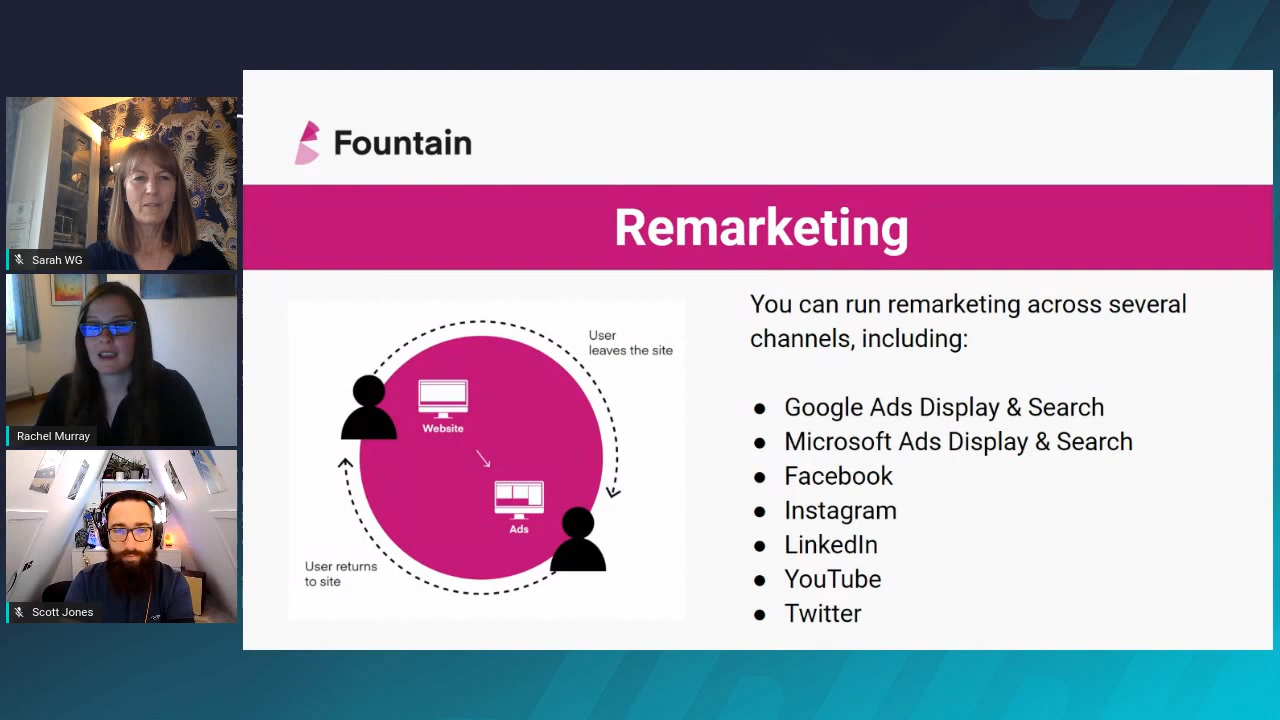 Sarah WG
Rachel Murray
Scott Jones
Fountain
Remarketing
User
leaves the site
Website
Ads
User returns
to site
You can run remarketing across several
channels, including:
● Google Ads Display & Search
● Microsoft Ads Display & Search
● Facebook
● Instagram
● LinkedIn
● YouTube
● Twitter